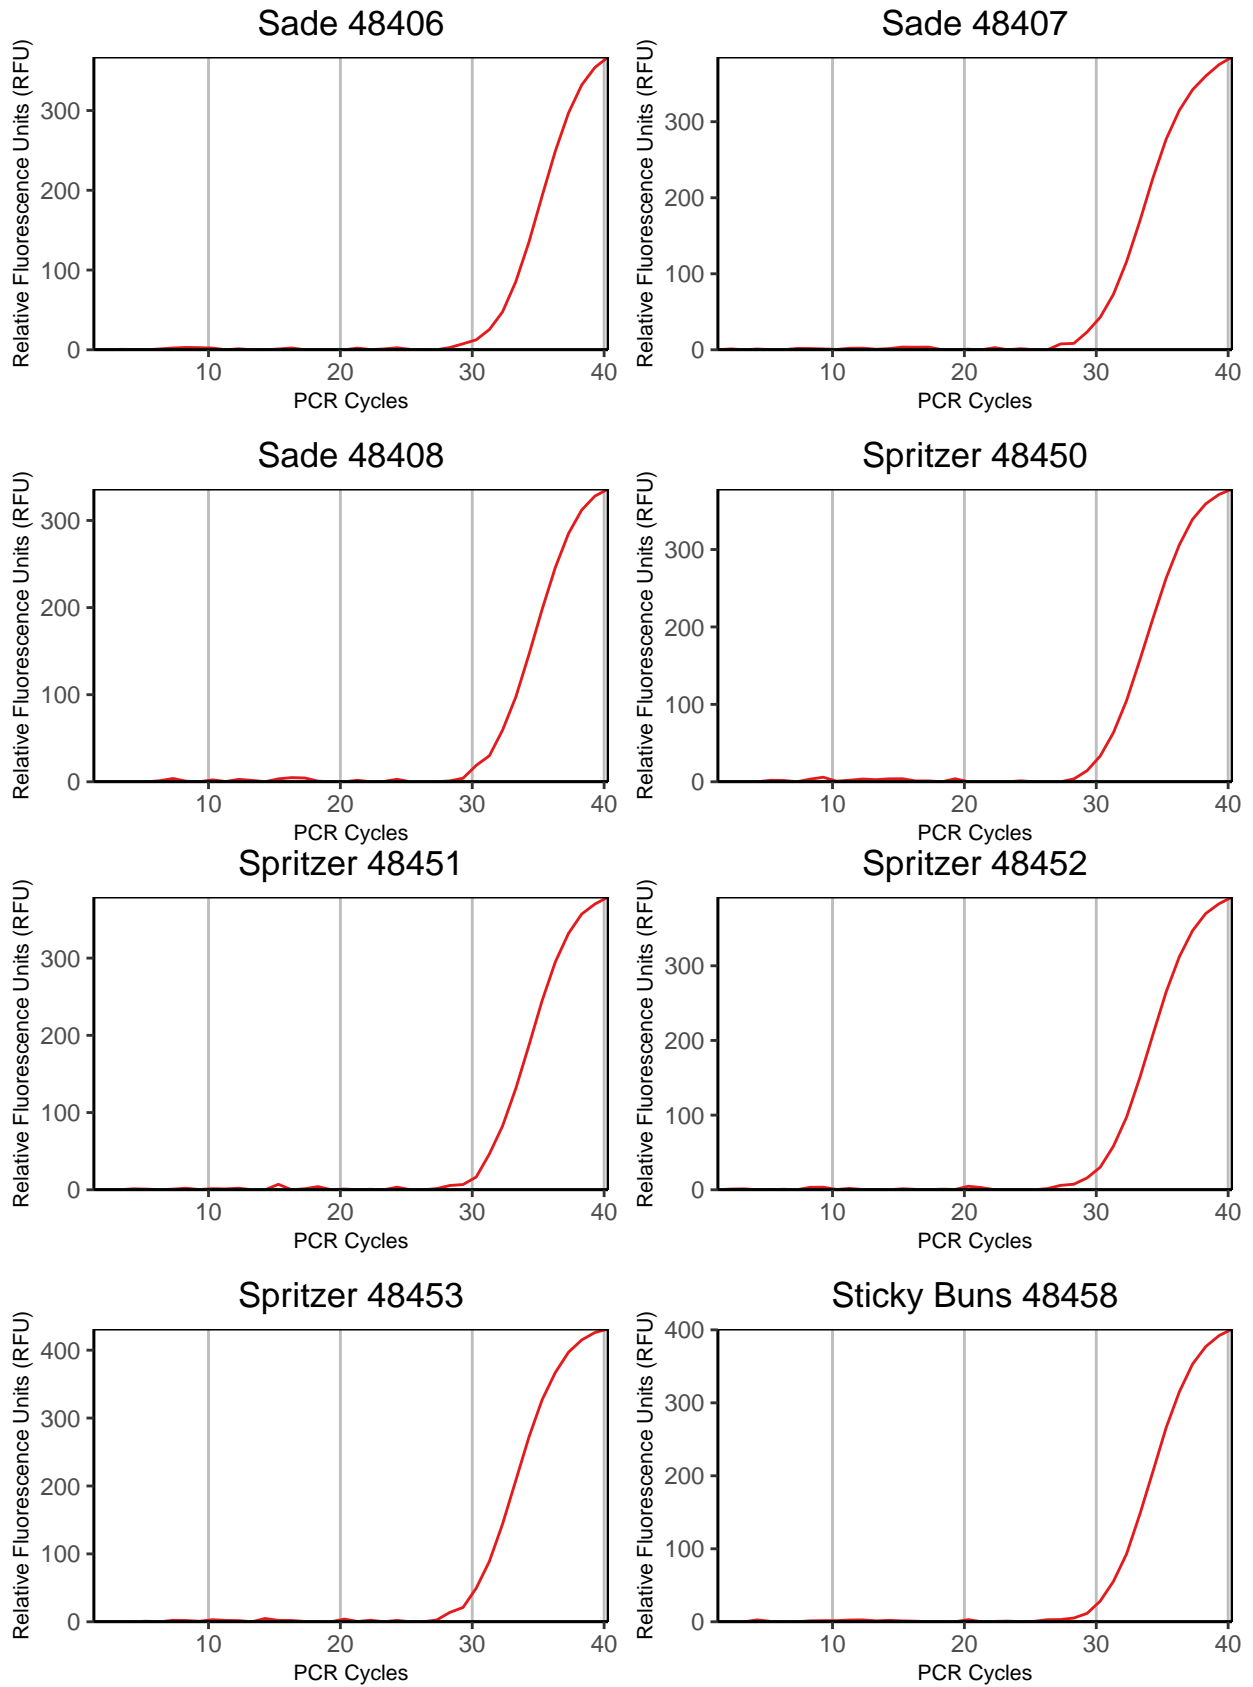 Sade 48406
Relative Fluorescence Units (RFU)
300
200
100
0
10 20 30 40
PCR Cycles
Sade 48407
Relative Fluorescence Units (RFU)
300
200
100
0
10 20 30 40
PCR Cycles
Sade 48408
Relative Fluorescence Units (RFU)
300
200
100
0
10 20 30 40
PCR Cycles
Spritzer 48450
Relative Fluorescence Units (RFU)
300
200
100
0
10 20 30 40
PCR Cycles
Spritzer 48451
Relative Fluorescence Units (RFU)
300
200
100
0
10 20 30 40
PCR Cycles
Spritzer 48452
Relative Fluorescence Units (RFU)
300
200
100
0
10 20 30 40
PCR Cycles
Spritzer 48453
Relative Fluorescence Units (RFU)
400
300
200
100
0
10 20 30 40
PCR Cycles
Sticky Buns 48458
Relative Fluorescence Units (RFU)
400
300
200
100
0
10 20 30 40
PCR Cycles